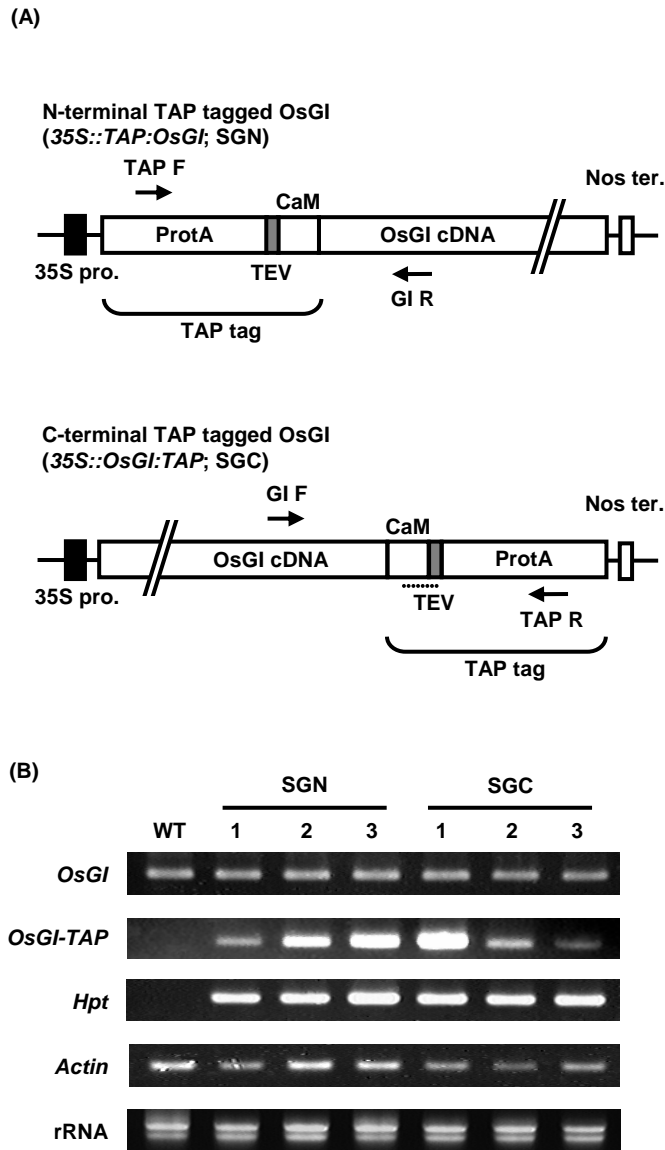 (A)
N-terminal TAP tagged OsGI
(35S::TAP:OsGI; SGN)
TAP F
Nos ter.
CaM
ProtA
OsGI cDNA
35S pro.
TEV
GI R
TAP tag
C-terminal TAP tagged OsGI
(35S::OsGI:TAP; SGC)
GI F
Nos ter.
CaM
OsGI cDNA
ProtA
35S pro.
TEV
TAP R
TAP tag
(B)
SGN SGC
WT 1 2 3 1 2 3
OsGI
OsGI-TAP
Hpt
Actin
rRNA